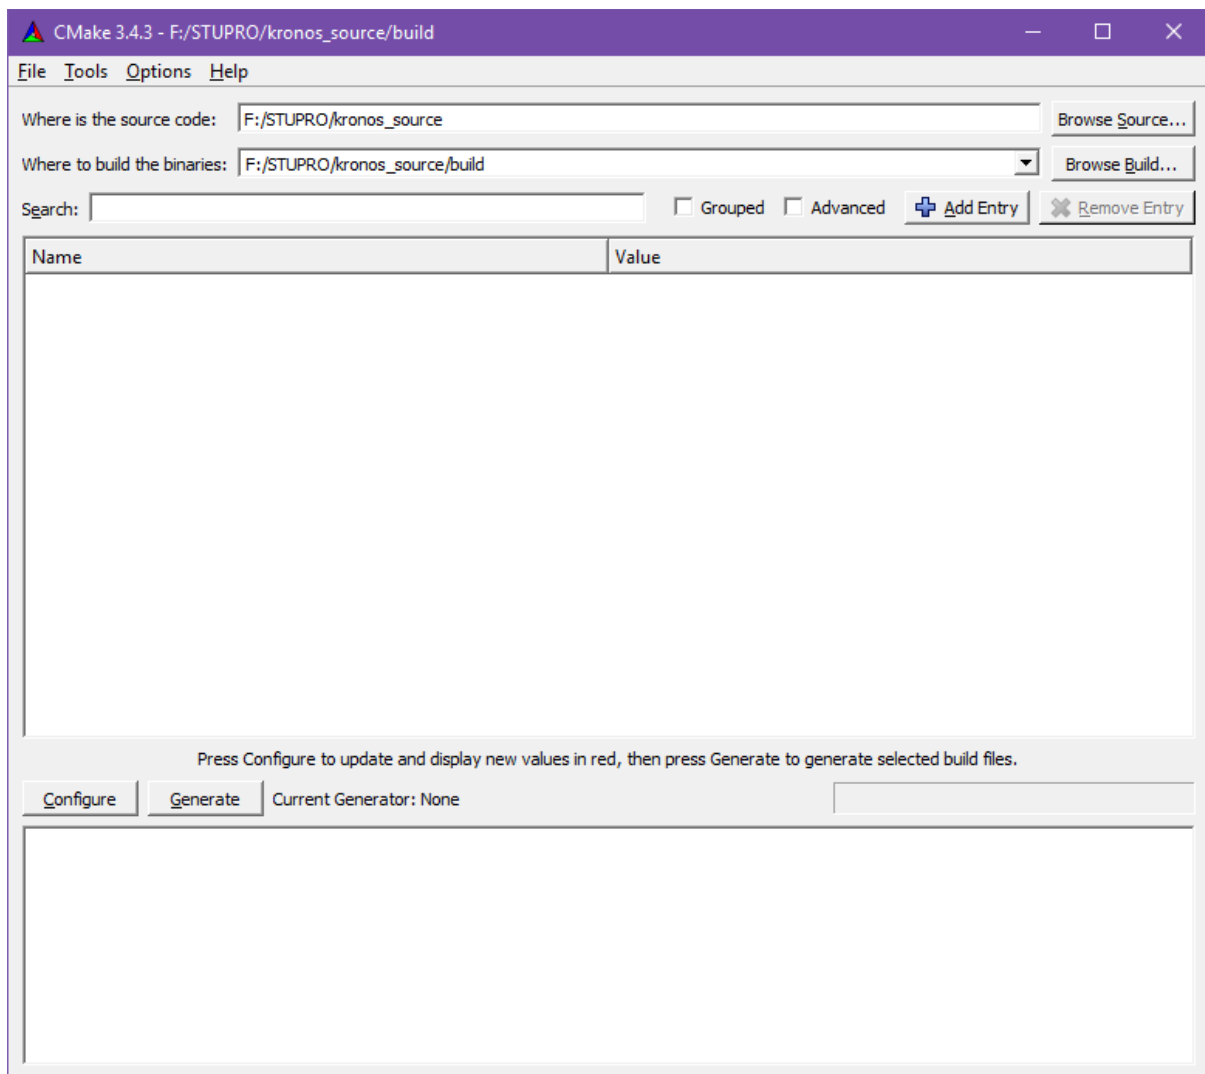 CMake 3.4.3 - F:/STUPRO/kronos_source/build
File Tools Options Help
Where is the source code: F:/STUPRO/kronos_source Browse Source...
Where to build the binaries: F:/STUPRO/kronos_source/build Browse Build...
Search: Grouped Advanced Add Entry Remove Entry
Name Value
Press Configure to update and display new values in red, then press Generate to generate selected build files.
Configure Generate Current Generator: None